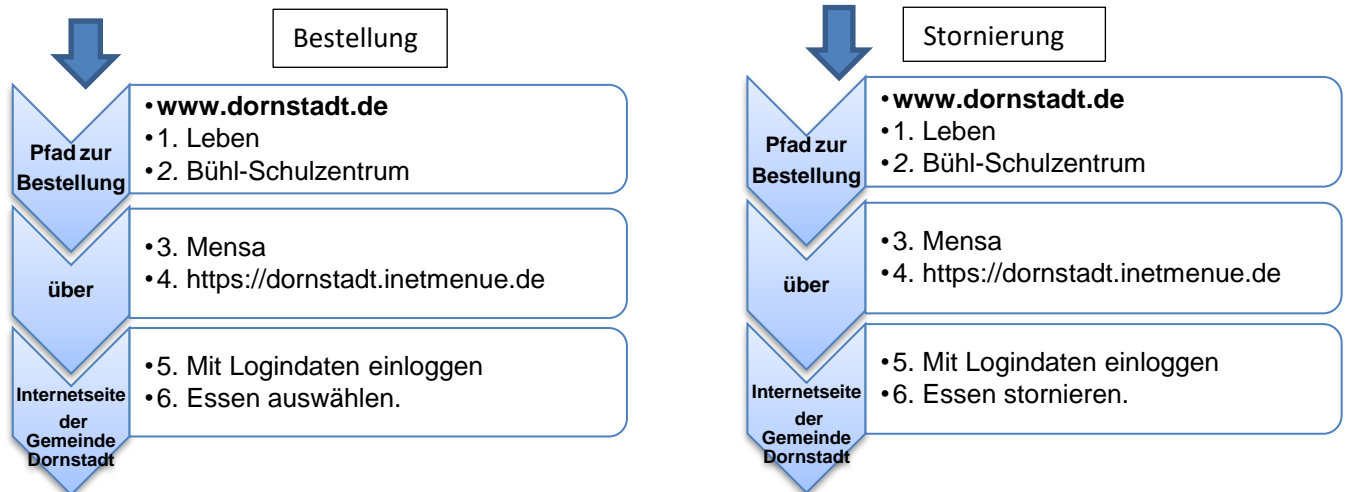 Bestellung
Pfad zur
Bestellung
•www.dornstadt.de
•1. Leben
•2. Bühl-Schulzentrum
über
•3. Mensa
•4. https://dornstadt.inetmenue.de
Internetseite
der
Gemeinde
Dornstadt
•5. Mit Logindaten einloggen
•6. Essen auswählen.
Stornierung
Pfad zur
Bestellung
•www.dornstadt.de
•1. Leben
•2. Bühl-Schulzentrum
über
•3. Mensa
•4. https://dornstadt.inetmenue.de
Internetseite
der
Gemeinde
Dornstadt
•5. Mit Logindaten einloggen
•6. Essen stornieren.